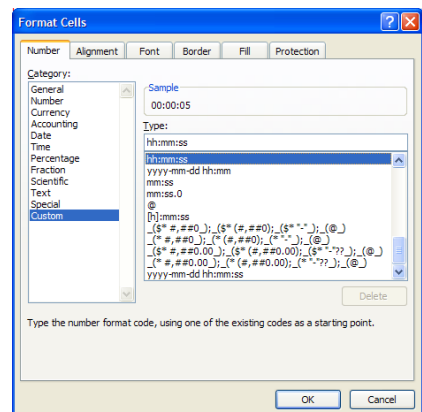 Format Cells
Number Alignment Font Border Fill Protection
Category:
General
Number
Currency
Accounting
Date
Time
Percentage
Fraction
Scientific
Text
Special
Custom
Sample
00:00:05
Type:
hh:mm:ss
hh:mm:ss
yyyy-mm-dd hh:mm
mm:ss
mm:ss.0
@
[h]:mm:ss
_($* #,##0_);_($* (#,##0);_($* "-"_);_(@_)
_(* #,##0_);_(* (#,##0);_(* "-"_);_(@_)
_($* #,##0.00_);_($* (#,##0.00);_($* "-"??_);_(@_)
_(* #,##0.00_);_(* (#,##0.00);_(* "-"??_);_(@_)
yyyy-mm-dd hh:mm:ss
Delete
Type the number format code, using one of the existing codes as a starting point.
OK Cancel